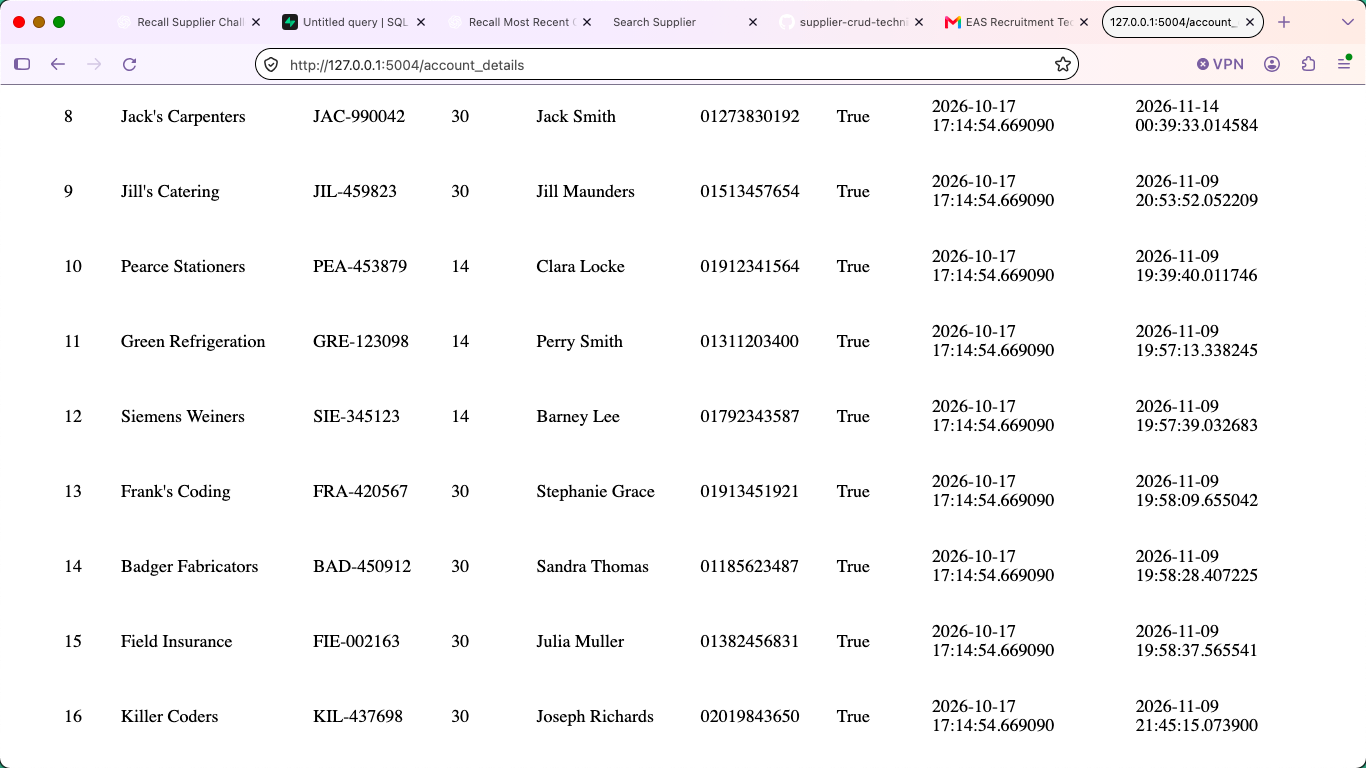 Recall Supplier Chall
Untitled query | SQL
Recall Most Recent C
Search Supplier
supplier-crud-techni
EAS Recruitment Tec
127.0.0.1:5004/account_
http://127.0.0.1:5004/account_details
VPN
8 Jack's Carpenters JAC-990042 30 Jack Smith 01273830192 True 2026-10-17 2026-11-14
17:14:54.669090 00:39:33.014584
9 Jill's Catering JIL-459823 30 Jill Maunders 01513457654 True 2026-10-17 2026-11-09
17:14:54.669090 20:53:52.052209
10 Pearce Stationers PEA-453879 14 Clara Locke 01912341564 True 2026-10-17 2026-11-09
17:14:54.669090 19:39:40.011746
11 Green Refrigeration GRE-123098 14 Perry Smith 01311203400 True 2026-10-17 2026-11-09
17:14:54.669090 19:57:13.338245
12 Siemens Weiners SIE-345123 14 Barney Lee 01792343587 True 2026-10-17 2026-11-09
17:14:54.669090 19:57:39.032683
13 Frank's Coding FRA-420567 30 Stephanie Grace 01913451921 True 2026-10-17 2026-11-09
17:14:54.669090 19:58:09.655042
14 Badger Fabricators BAD-450912 30 Sandra Thomas 01185623487 True 2026-10-17 2026-11-09
17:14:54.669090 19:58:28.407225
15 Field Insurance FIE-002163 30 Julia Muller 01382456831 True 2026-10-17 2026-11-09
17:14:54.669090 19:58:37.565541
16 Killer Coders KIL-437698 30 Joseph Richards 02019843650 True 2026-10-17 2026-11-09
17:14:54.669090 21:45:15.073900